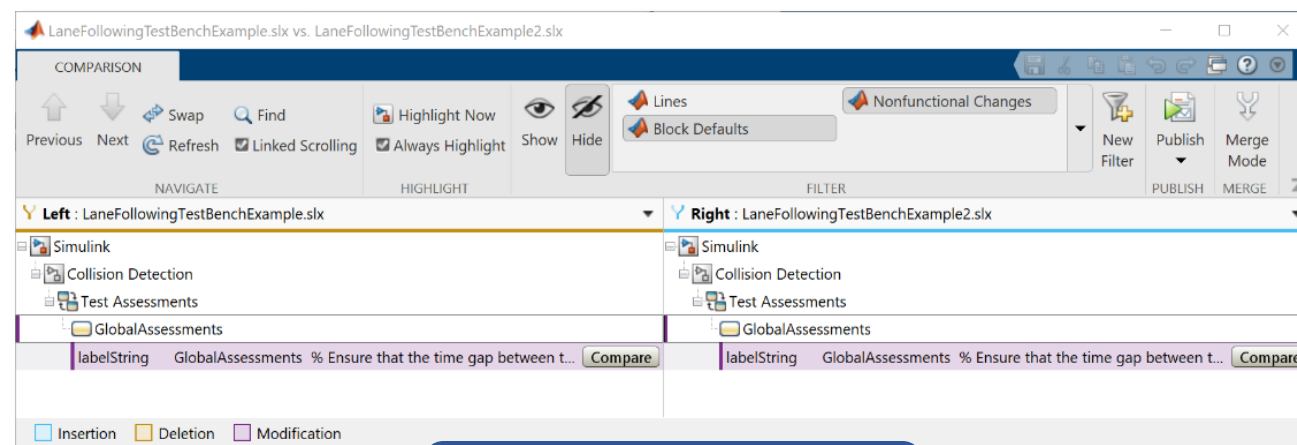 LaneFollowingTestBenchExample.slx vs. LaneFollowingTestBenchExample2.slx
COMPARISON
Previous
Next
Swap
Refresh
Find
Linked Scrolling
NAVIGATE
Highlight Now
Always Highlight
HIGHLIGHT
Show
Hide
Lines
Nonfunctional Changes
Block Defaults
New Filter
FILTER
Publish
PUBLISH
Merge Mode
MERGE
Left : LaneFollowingTestBenchExample.slx
Simulink
Collision Detection
Test Assessments
GlobalAssessments
labelString GlobalAssessments % Ensure that the time gap between t... Compare
Right : LaneFollowingTestBenchExample2.slx
Simulink
Collision Detection
Test Assessments
GlobalAssessments
labelString GlobalAssessments % Ensure that the time gap between t... Compare
Insertion Deletion Modification